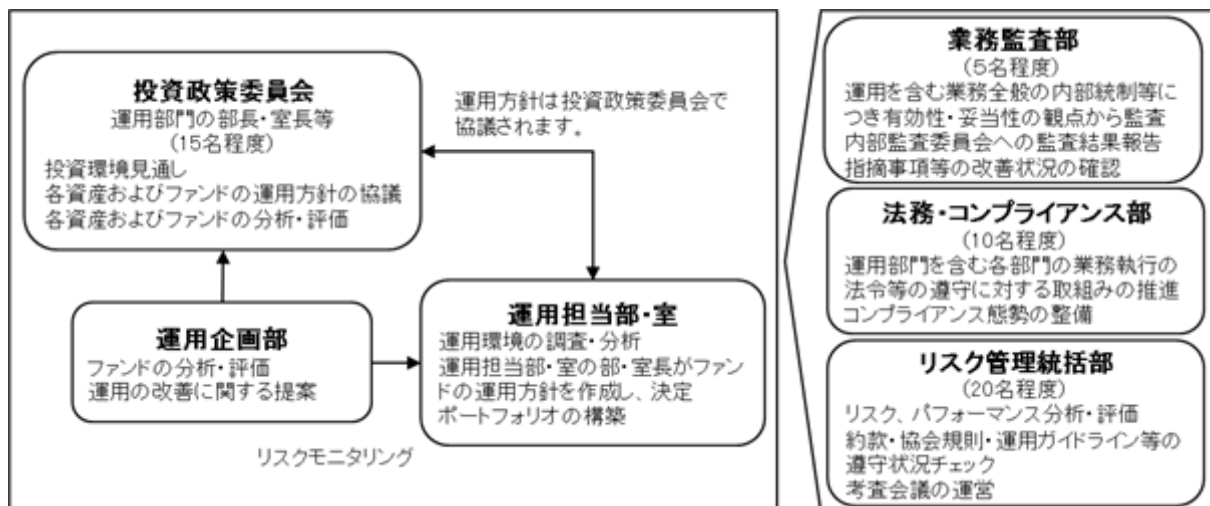 投資政策委員会
運用部門の部長・室長等
(15名程度)
投資環境見通し
各資産およびファンドの運用方針の協議
各資産およびファンドの分析・評価
運用方針は投資政策委員会で
協議されます。
運用企画部
ファンドの分析・評価
運用の改善に関する提案
運用担当部・室
運用環境の調査・分析
運用担当部・室の部・室長がファン
ドの運用方針を作成し、決定
ポートフォリオの構築
リスクモニタリング
業務監査部
(5名程度)
運用を含む業務全般の内部統制等に
つき有効性・妥当性の観点から監査
内部監査委員会への監査結果報告
指摘事項等の改善状況の確認
法務・コンプライアンス部
(10名程度)
運用部門を含む各部門の業務執行の
法令等の遵守に対する取組みの推進
コンプライアンス態勢の整備
リスク管理統括部
(20名程度)
リスク、パフォーマンス分析・評価
約款・協会規則・運用ガイドライン等の
遵守状況チェック
考査会議の運営